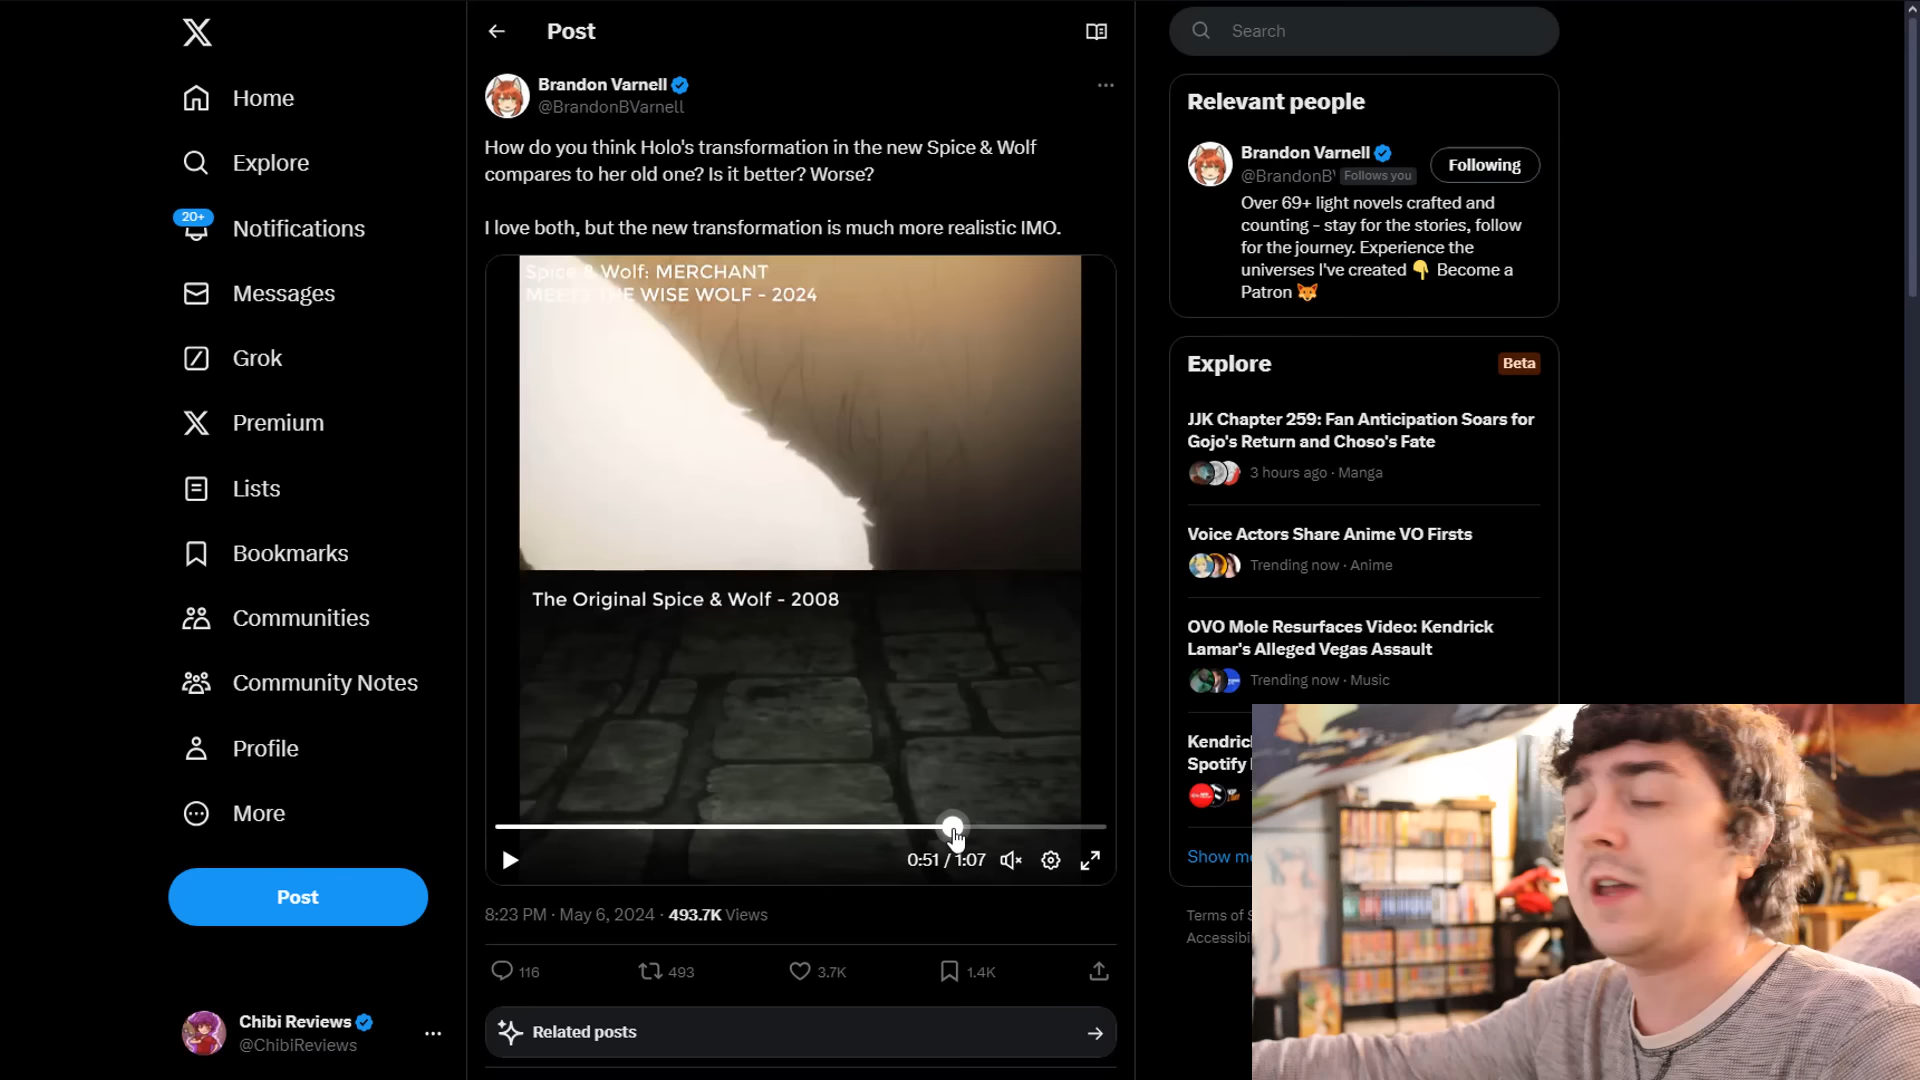 Home
Explore
20+
Notifications
Messages
Grok
Premium
Lists
Bookmarks
Communities
Community Notes
Profile
More
Post
Chibi Reviews
@ChibiReviews
Post
Brandon Varnell
@BrandonBVarnell
How do you think Holo's transformation in the new Spice & Wolf
compares to her old one? Is it better? Worse?
I love both, but the new transformation is much more realistic IMO.
Spice & Wolf: MERCHANT
MEETS THE WISE WOLF - 2024
The Original Spice & Wolf - 2008
0:51 / 1:07
8:23 PM · May 6, 2024 · 493.7K Views
116
493
3.7K
1.4K
Related posts
Search
Relevant people
Brandon Varnell
@BrandonB
Follows you
Following
Over 69+ light novels crafted and
counting - stay for the stories, follow
for the journey. Experience the
universes I've created 👇 Become a
Patron 🦊
Explore
Beta
JJK Chapter 259: Fan Anticipation Soars for
Gojo's Return and Choso's Fate
3 hours ago · Manga
Voice Actors Share Anime VO Firsts
Trending now · Anime
OVO Mole Resurfaces Video: Kendrick
Lamar's Alleged Vegas Assault
Trending now · Music
Kendric
Spotify
Show
Terms of
Accessibi